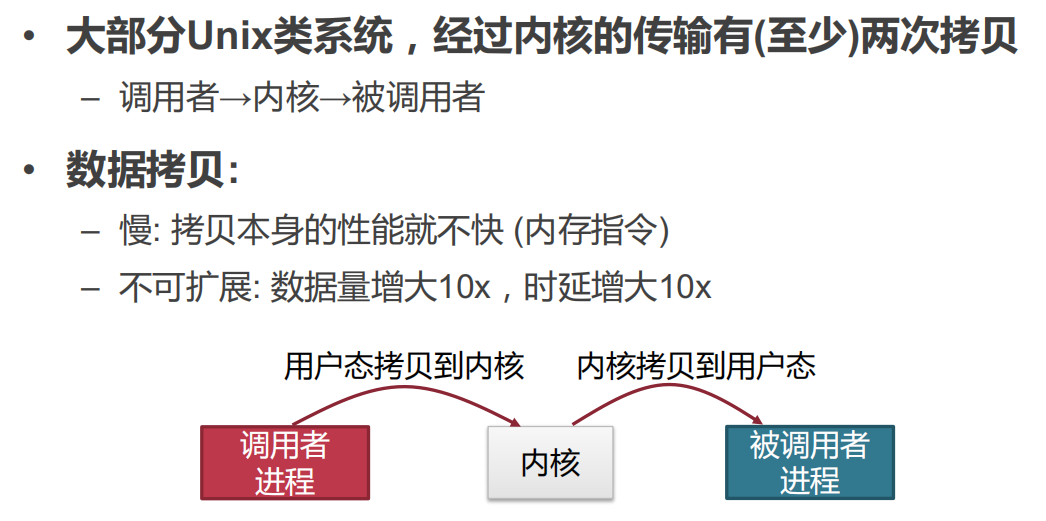 • 大部分Unix类系统，经过内核的传输有(至少)两次拷贝
– 调用者→内核→被调用者
• 数据拷贝：
– 慢: 拷贝本身的性能就不快 (内存指令)
– 不可扩展: 数据量增大10x，时延增大10x
用户态拷贝到内核 内核拷贝到用户态
调用者 内核 被调用者
进程 进程